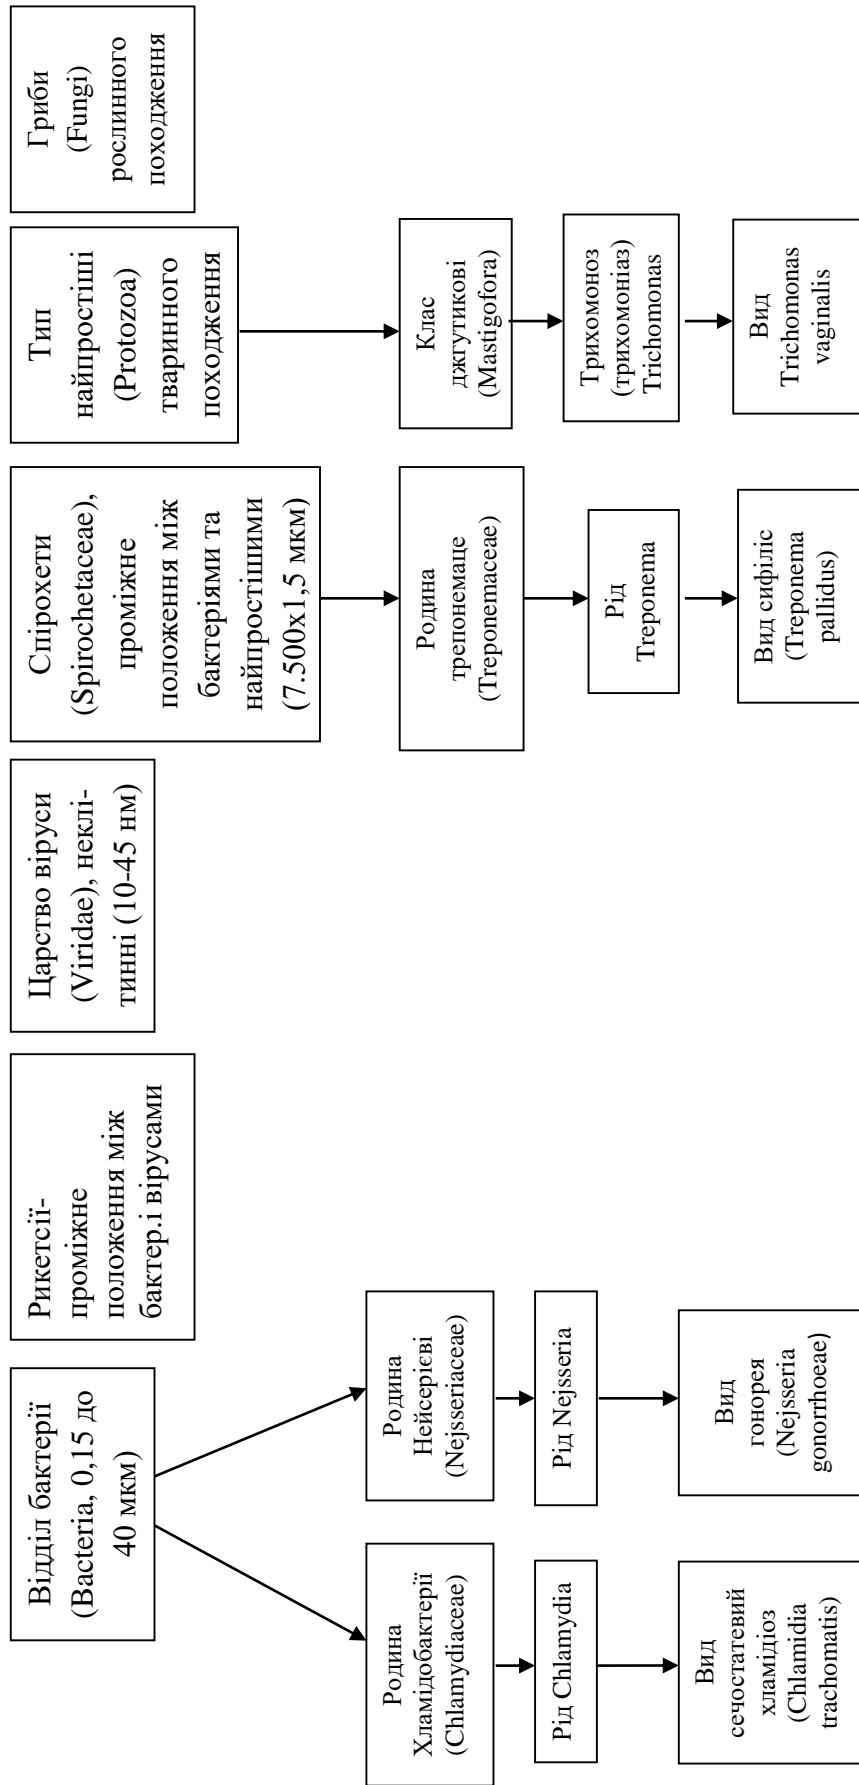 Відділ бактерії
(Bacteria, 0,15 до
40 мкм)
Рикетсії-
проміжне
положення між
бактер.і вірусами
Царство віруси
(Viridae), неклі-
тинні (10-45 нм)
Спірохети
(Spirochetaceae),
проміжне
положення між
бактеріями та
найпростішими
(7.500х1,5 мкм)
Тип
найпростіші
(Protozoa)
тваринного
походження
Гриби
(Fungi)
рослинного
походження
Родина
Хламідобактерії
(Chlamydiaceae)
Родина
Нейсерієві
(Nejsseriaceae)
Родина
трепонемаце
(Treponemaceae)
Клас
джгутикові
(Mastigofora)
Рід Chlamydia
Рід Nejsseria
Рід
Treponema
Трихомоноз
(трихомоніаз)
Trichomonas
Вид
сечостатевий
хламідіоз
(Chlamidia
trachomatis)
Вид
гонорея
(Nejsseria
gonorrhoeae)
Вид сифіліс
(Treponema
pallidus)
Вид
Trichomonas
vaginalis